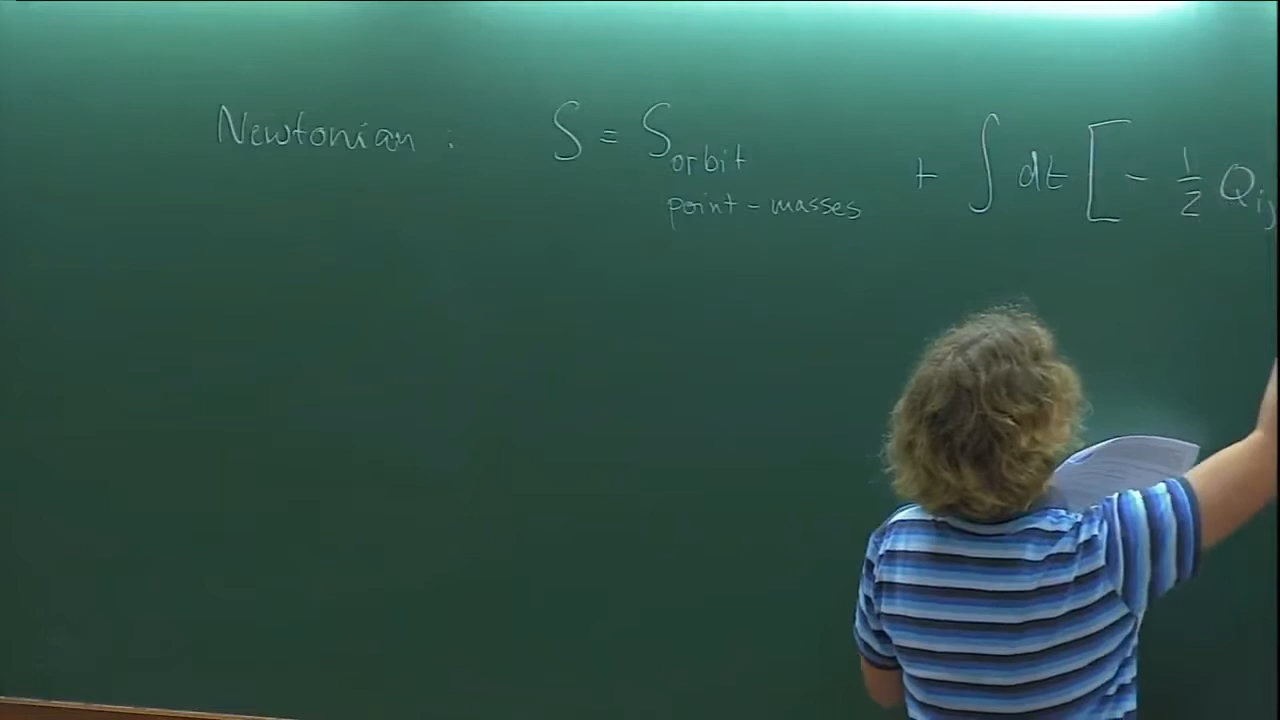 Newtonian : S = S_orbit + ∫ dt [ - 1/2 Q_ij
point-masses